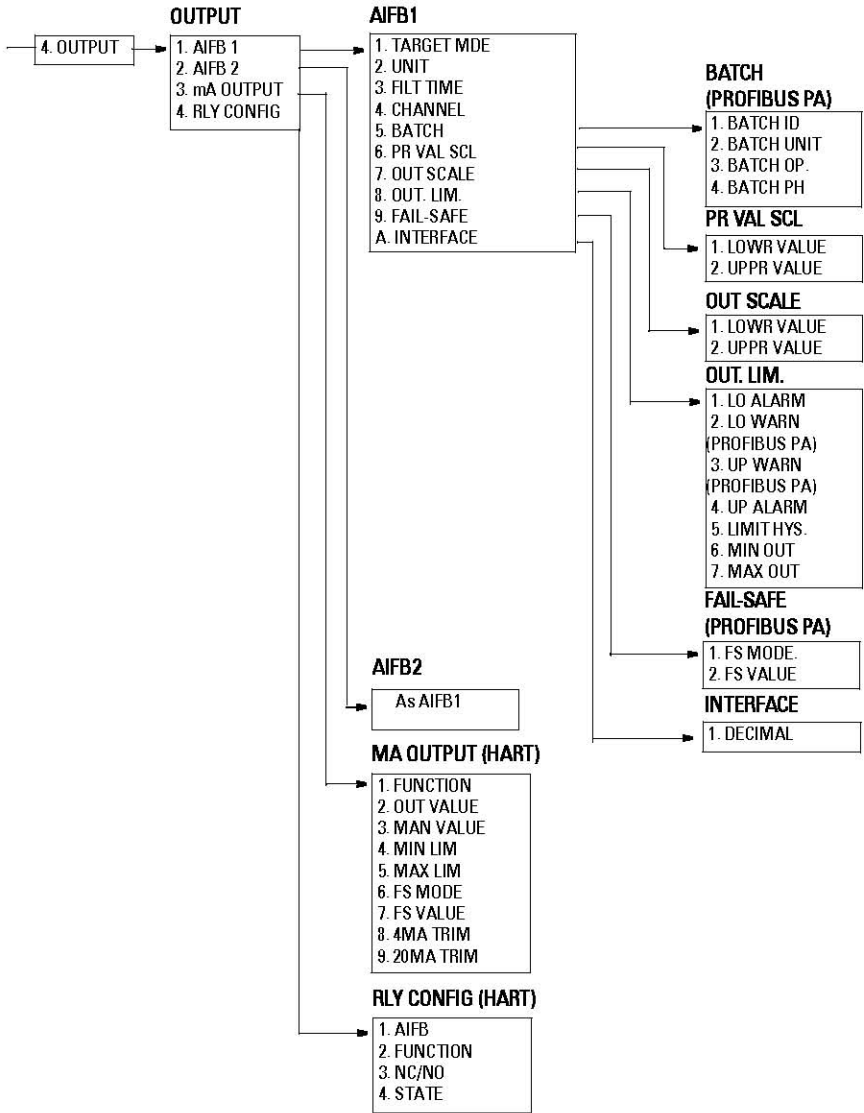 OUTPUT
4. OUTPUT
1. AIFB 1
2. AIFB 2
3. mA OUTPUT
4. RLY CONFIG
AIFB1
1. TARGET MDE
2. UNIT
3. FILT TIME
4. CHANNEL
5. BATCH
6. PR VAL SCL
7. OUT SCALE
8. OUT. LIM.
9. FAIL-SAFE
A. INTERFACE
BATCH
(PROFIBUS PA)
1. BATCH ID
2. BATCH UNIT
3. BATCH OP.
4. BATCH PH
PR VAL SCL
1. LOWR VALUE
2. UPPR VALUE
OUT SCALE
1. LOWR VALUE
2. UPPR VALUE
OUT. LIM.
1. LO ALARM
2. LO WARN
(PROFIBUS PA)
3. UP WARN
(PROFIBUS PA)
4. UP ALARM
5. LIMIT HYS.
6. MIN OUT
7. MAX OUT
FAIL-SAFE
(PROFIBUS PA)
1. FS MODE.
2. FS VALUE
INTERFACE
1. DECIMAL
AIFB2
As AIFB1
MA OUTPUT (HART)
1. FUNCTION
2. OUT VALUE
3. MAN VALUE
4. MIN LIM
5. MAX LIM
6. FS MODE
7. FS VALUE
8. 4MA TRIM
9. 20MA TRIM
RLY CONFIG (HART)
1. AIFB
2. FUNCTION
3. NC/NO
4. STATE